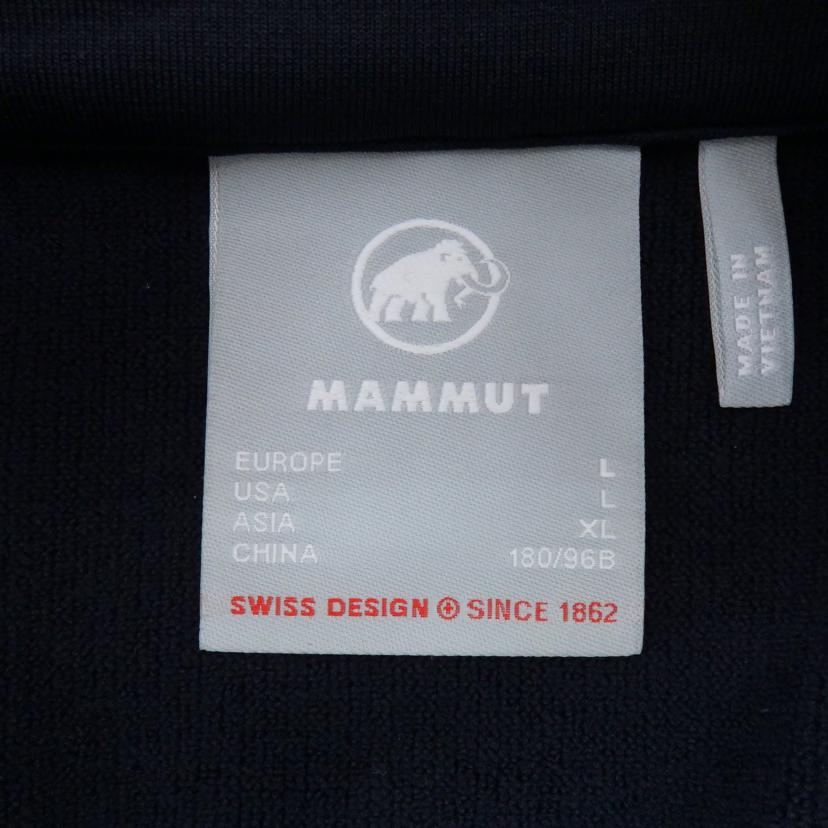 MAMMUT
EUROPE L
USA L
ASIA XL
CHINA 180/96B
SWISS DESIGN SINCE 1862
MADE IN
VIETNAM